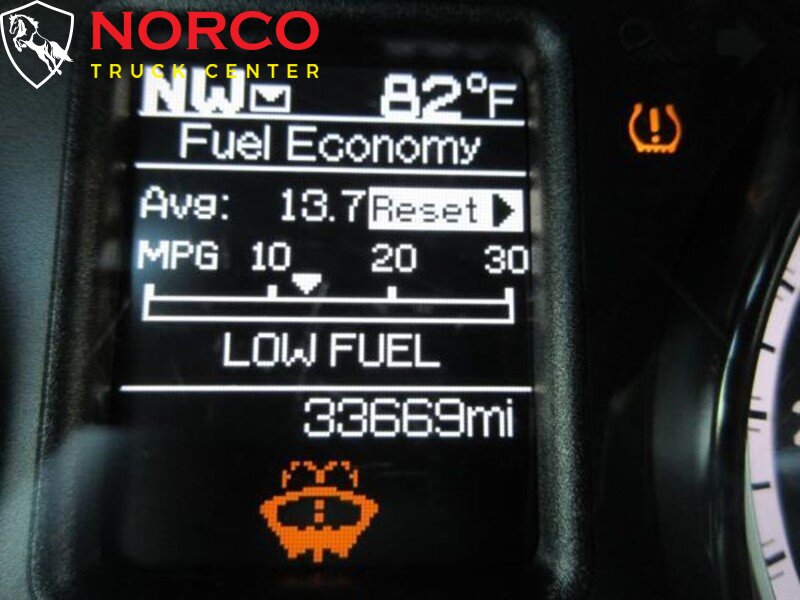 NORCO
TRUCK CENTER
NW 82°F
Fuel Economy
Avg: 13.7 Reset
MPG 10 20 30
LOW FUEL
33669mi